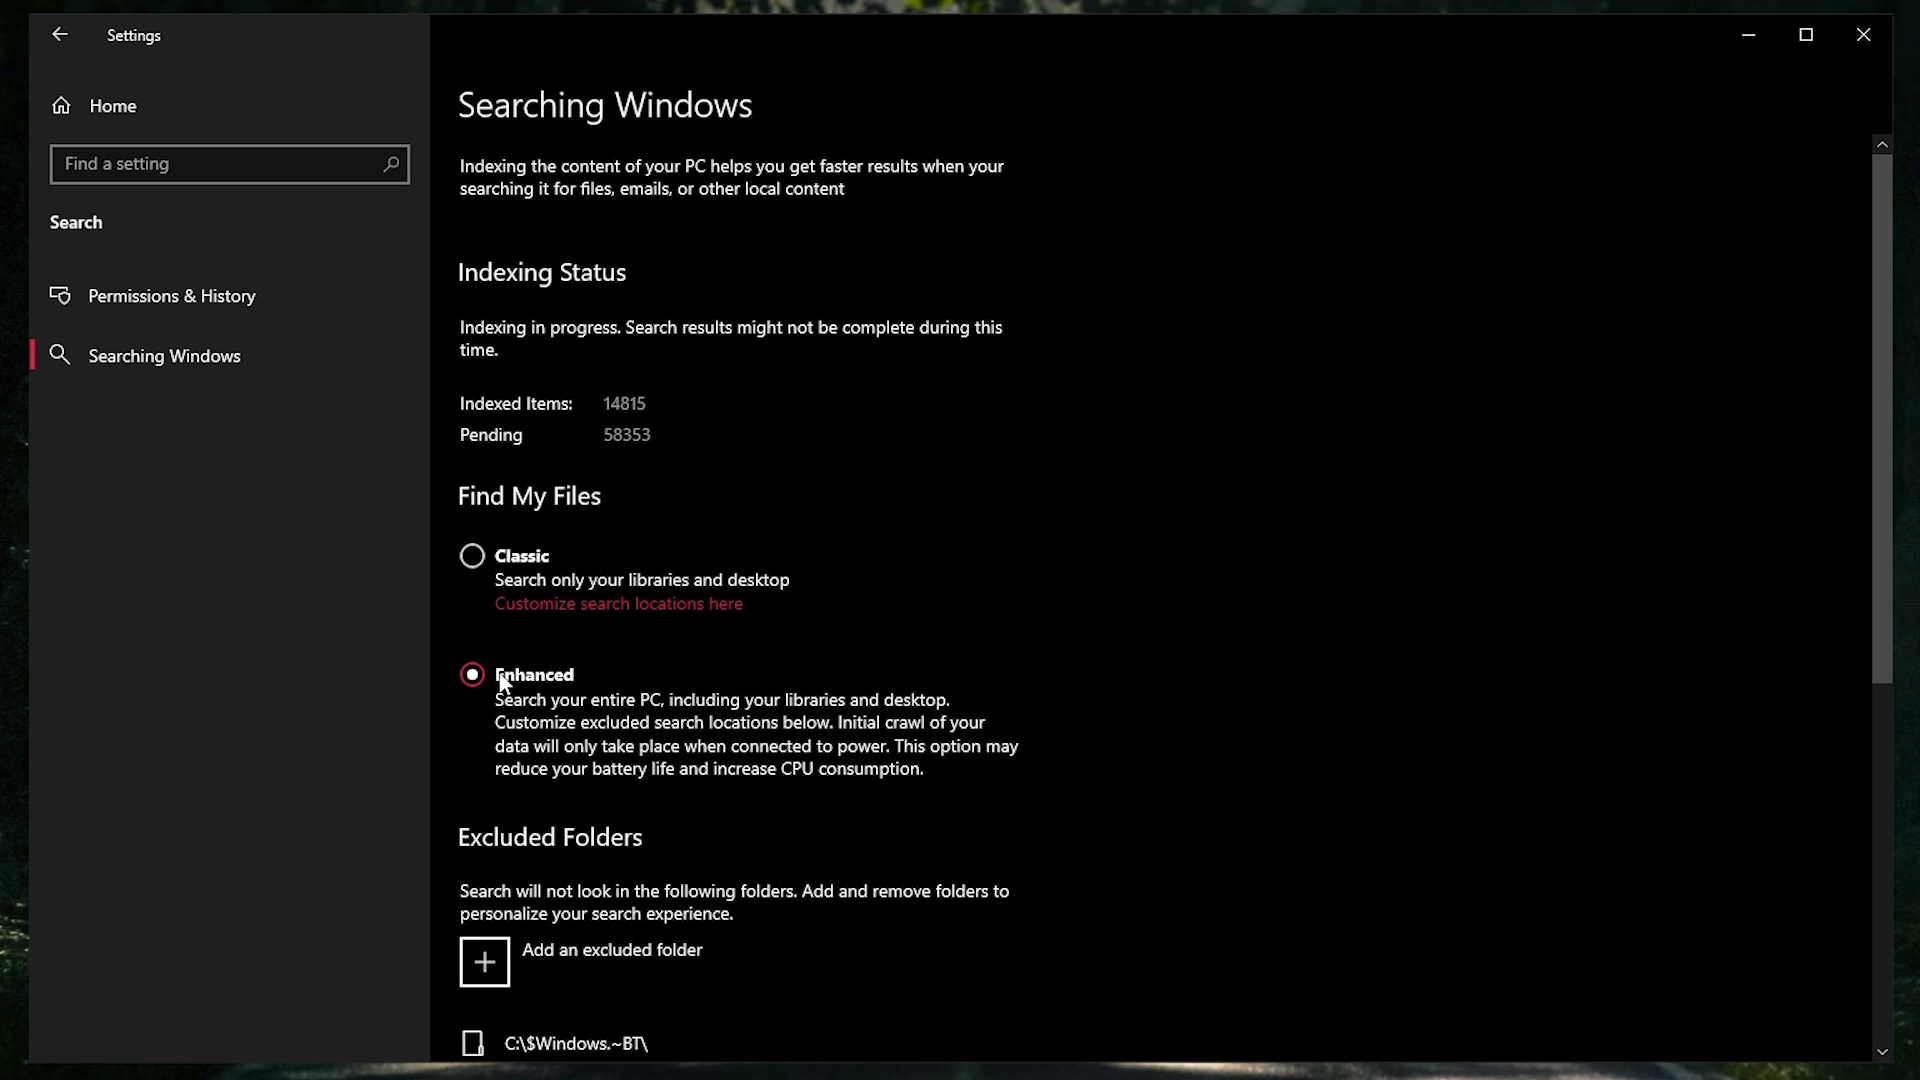 Settings
Home
Find a setting
Search
Permissions & History
Searching Windows
Searching Windows
Indexing the content of your PC helps you get faster results when your
searching it for files, emails, or other local content
Indexing Status
Indexing in progress. Search results might not be complete during this
time.
Indexed Items: 14815
Pending 58353
Find My Files
Classic
Search only your libraries and desktop
Customize search locations here
Enhanced
Search your entire PC, including your libraries and desktop.
Customize excluded search locations below. Initial crawl of your
data will only take place when connected to power. This option may
reduce your battery life and increase CPU consumption.
Excluded Folders
Search will not look in the following folders. Add and remove folders to
personalize your search experience.
Add an excluded folder
C:\$Windows.~BT\